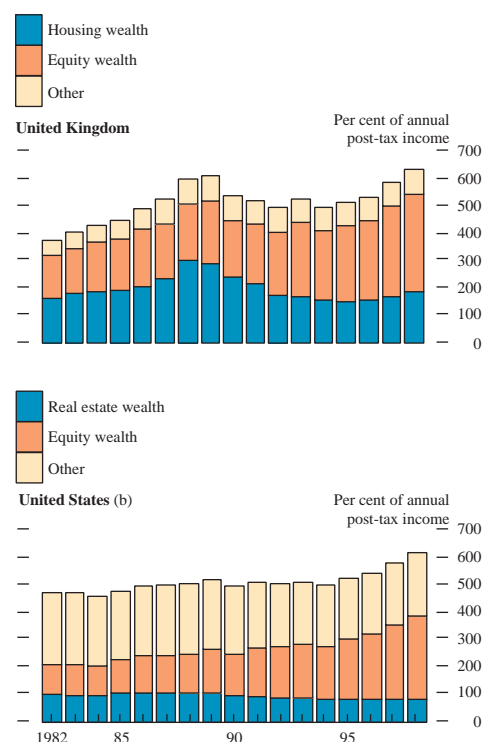 Housing wealth
Equity wealth
Other
United Kingdom
Per cent of annual
post-tax income
700
600
500
400
300
200
100
0
Real estate wealth
Equity wealth
Other
United States (b)
Per cent of annual
post-tax income
700
600
500
400
300
200
100
0
1982 85 90 95